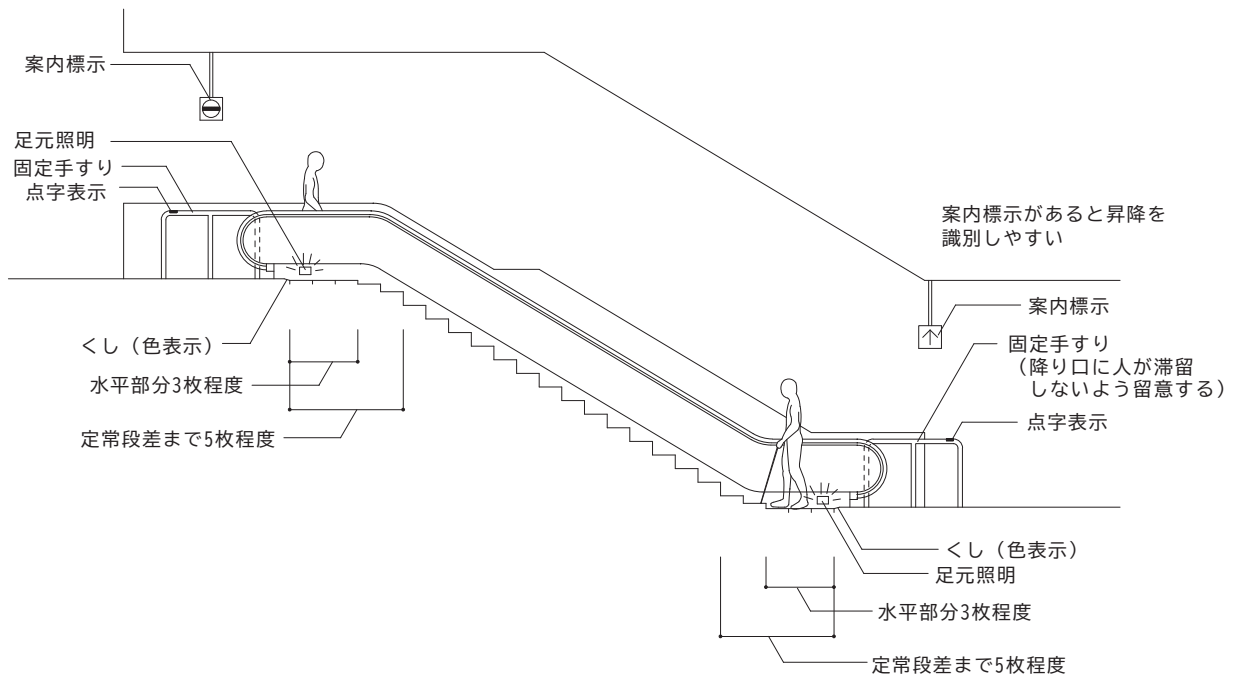 案内標示
足元照明
固定手すり
点字表示
案内標示があると昇降を
識別しやすい
案内標示
固定手すり
（降り口に人が滞留
しないよう留意する）
点字表示
くし（色表示）
水平部分3枚程度
定常段差まで5枚程度
くし（色表示）
足元照明
水平部分3枚程度
定常段差まで5枚程度